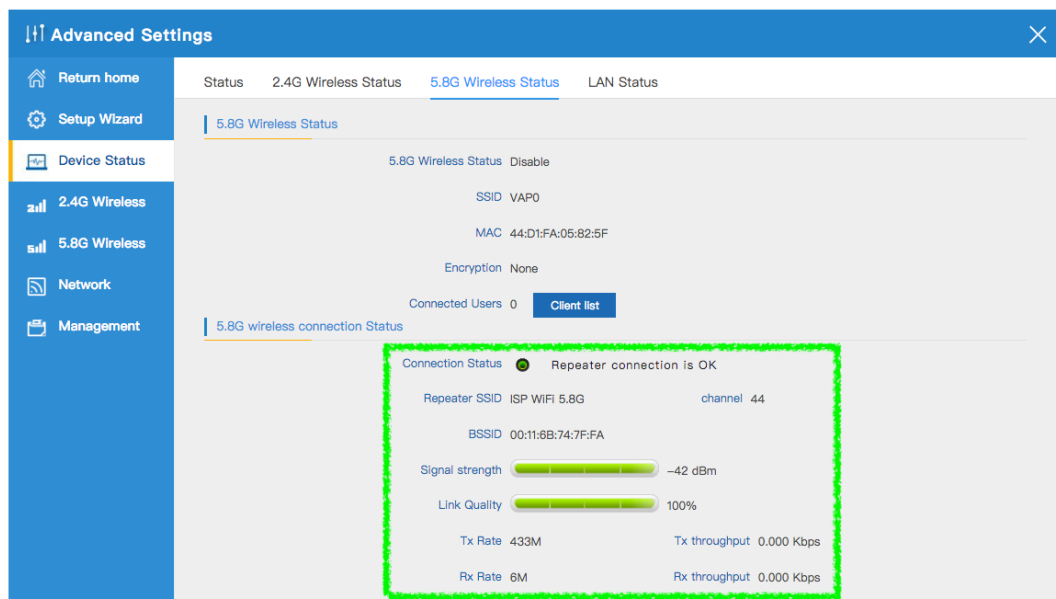 Advanced Settings
Return home
Setup Wizard
Device Status
2.4G Wireless
5.8G Wireless
Network
Management
Status 2.4G Wireless Status 5.8G Wireless Status LAN Status
5.8G Wireless Status
5.8G Wireless Status Disable
SSID VAP0
MAC 44:D1:FA:05:82:5F
Encryption None
Connected Users 0 Client list
5.8G wireless connection Status
Connection Status Repeater connection is OK
Repeater SSID ISP WiFi 5.8G channel 44
BSSID 00:11:6B:74:7F:FA
Signal strength -42 dBm
Link Quality 100%
Tx Rate 433M Tx throughput 0.000 Kbps
Rx Rate 6M Rx throughput 0.000 Kbps